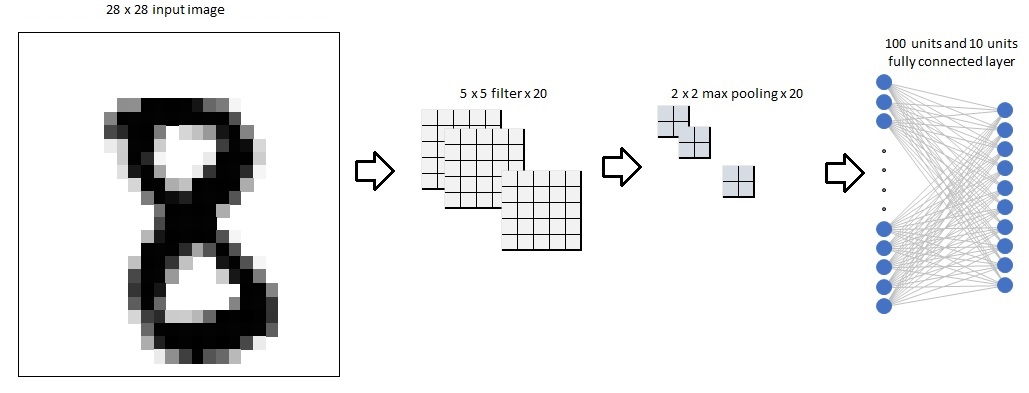 28 x 28 input image
5 x 5 filter x 20
2 x 2 max pooling x 20
100 units and 10 units
fully connected layer